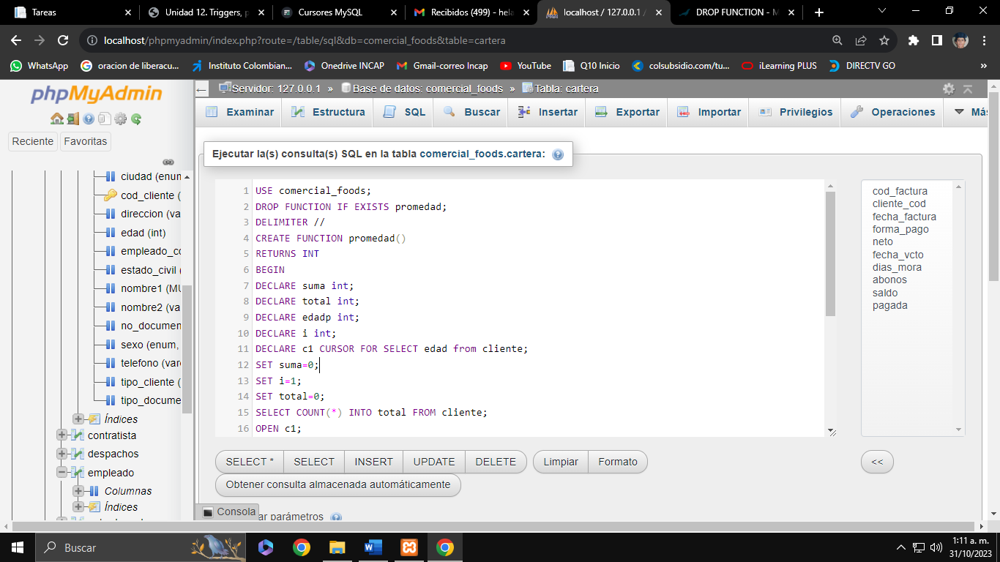 Tareas
Unidad 12. Triggers, p
Cursores MySQL
Recibidos (499) - hela
localhost / 127.0.0.1 /
DROP FUNCTION - M
localhost/phpmyadmin/index.php?route=/table/sql&db=comercial_foods&table=cartera
WhatsApp
oracion de liberacu...
Instituto Colombian...
Onedrive INCAP
Gmail-correo Incap
YouTube
Q10 Inicio
colsubsidio.com/tu...
iLearning PLUS
DIRECTV GO
»
phpMyAdmin
Reciente
Favoritas
ciudad (enum
cod_cliente (
direccion (va
edad (int)
empleado_co
estado_civil (
nombre1 (MU
nombre2 (va
no_documen
sexo (enum,
telefono (varc
tipo_cliente (
tipo_docume
Índices
contratista
despachos
empleado
Columnas
Índices
Servidor: 127.0.0.1 » Base de datos: comercial_foods » Tabla: cartera
Examinar
Estructura
SQL
Buscar
Insertar
Exportar
Importar
Privilegios
Operaciones
Más
Ejecutar la(s) consulta(s) SQL en la tabla comercial_foods.cartera:
1 USE comercial_foods;
2 DROP FUNCTION IF EXISTS promedad;
3 DELIMITER //
4 CREATE FUNCTION promedad()
5 RETURNS INT
6 BEGIN
7 DECLARE suma int;
8 DECLARE total int;
9 DECLARE edadp int;
10 DECLARE i int;
11 DECLARE c1 CURSOR FOR SELECT edad from cliente;
12 SET suma=0;
13 SET i=1;
14 SET total=0;
15 SELECT COUNT(*) INTO total FROM cliente;
16 OPEN c1;
cod_factura
cliente_cod
fecha_factura
forma_pago
neto
fecha_vcto
dias_mora
abonos
saldo
pagada
SELECT *
SELECT
INSERT
UPDATE
DELETE
Limpiar
Formato
<<
Obtener consulta almacenada automáticamente
Consola
ar parámetros
Buscar
1:11 a. m.
31/10/2023